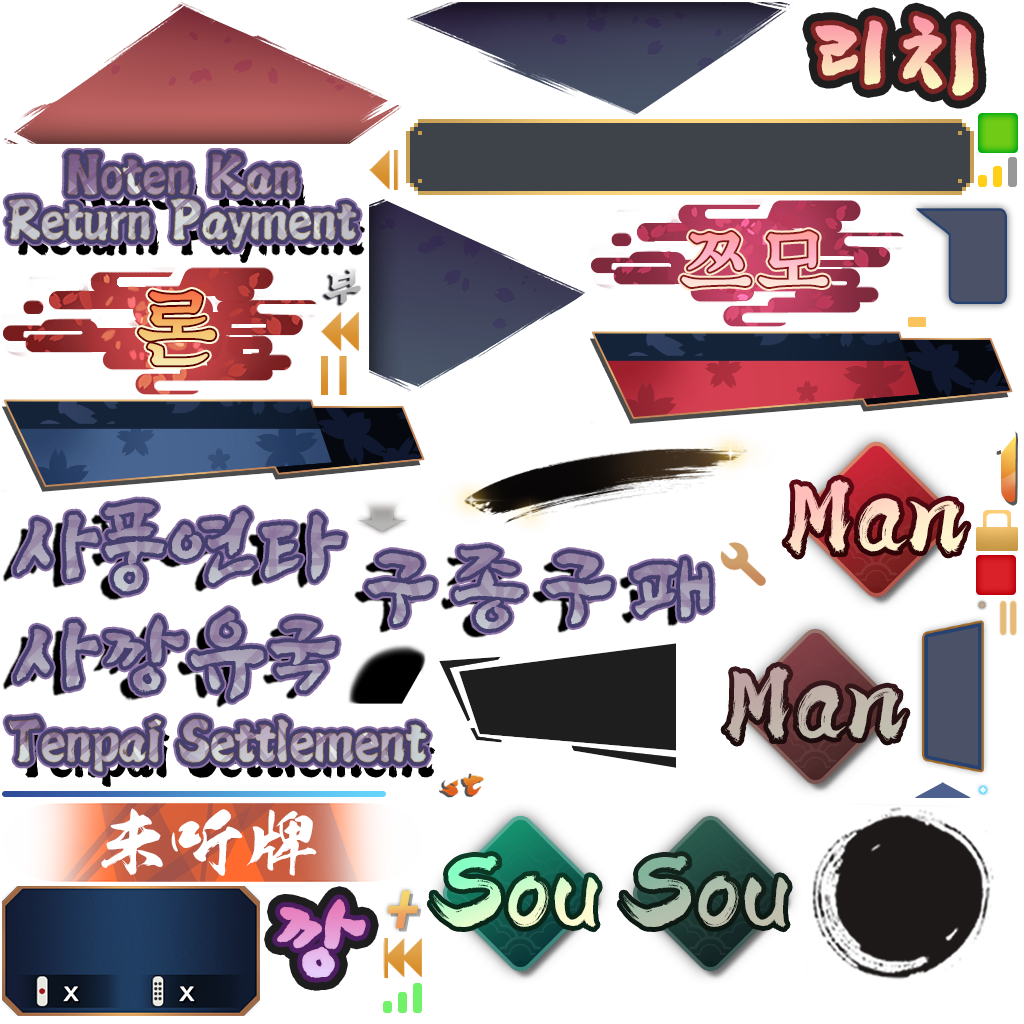 리치
Noten Kan
Return Payment
쯔모
론
부
Man
사풍연타
구종구패
사깡유국
Man
Tenpai Settlement
未听牌
Sou
Sou
깡
X
X